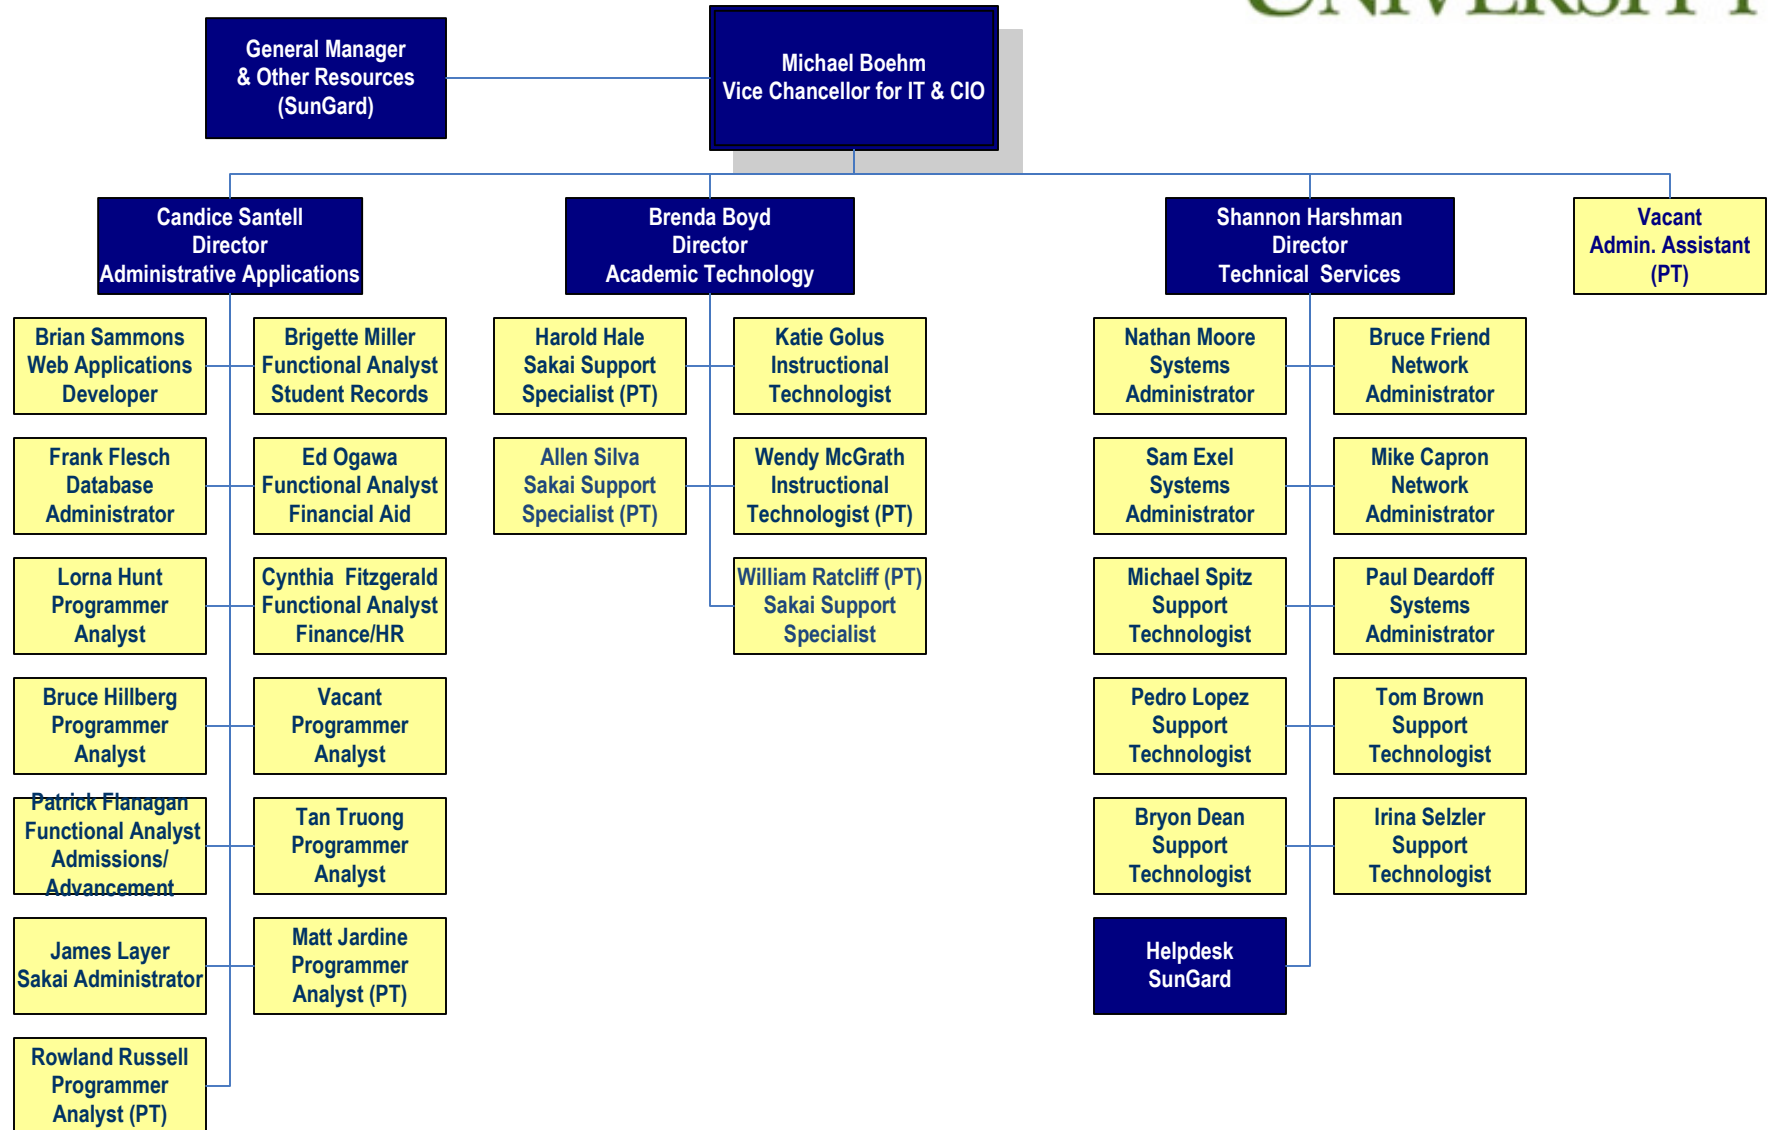 UNIVERSITY
General Manager
& Other Resources
(SunGard)
Michael Boehm
Vice Chancellor for IT & CIO
Candice Santell
Director
Administrative Applications
Brenda Boyd
Director
Academic Technology
Shannon Harshman
Director
Technical Services
Vacant
Admin. Assistant
(PT)
Brian Sammons
Web Applications
Developer
Brigette Miller
Functional Analyst
Student Records
Harold Hale
Sakai Support
Specialist (PT)
Katie Golus
Instructional
Technologist
Nathan Moore
Systems
Administrator
Bruce Friend
Network
Administrator
Frank Flesch
Database
Administrator
Ed Ogawa
Functional Analyst
Financial Aid
Allen Silva
Sakai Support
Specialist (PT)
Wendy McGrath
Instructional
Technologist (PT)
Sam Exel
Systems
Administrator
Mike Capron
Network
Administrator
Lorna Hunt
Programmer
Analyst
Cynthia Fitzgerald
Functional Analyst
Finance/HR
William Ratcliff (PT)
Sakai Support
Specialist
Michael Spitz
Support
Technologist
Paul Deardoff
Systems
Administrator
Bruce Hillberg
Programmer
Analyst
Vacant
Programmer
Analyst
Pedro Lopez
Support
Technologist
Tom Brown
Support
Technologist
Patrick Flanagan
Functional Analyst
Admissions/
Advancement
Tan Truong
Programmer
Analyst
Bryon Dean
Support
Technologist
Irina Selzler
Support
Technologist
James Layer
Sakai Administrator
Matt Jardine
Programmer
Analyst (PT)
Helpdesk
SunGard
Rowland Russell
Programmer
Analyst (PT)